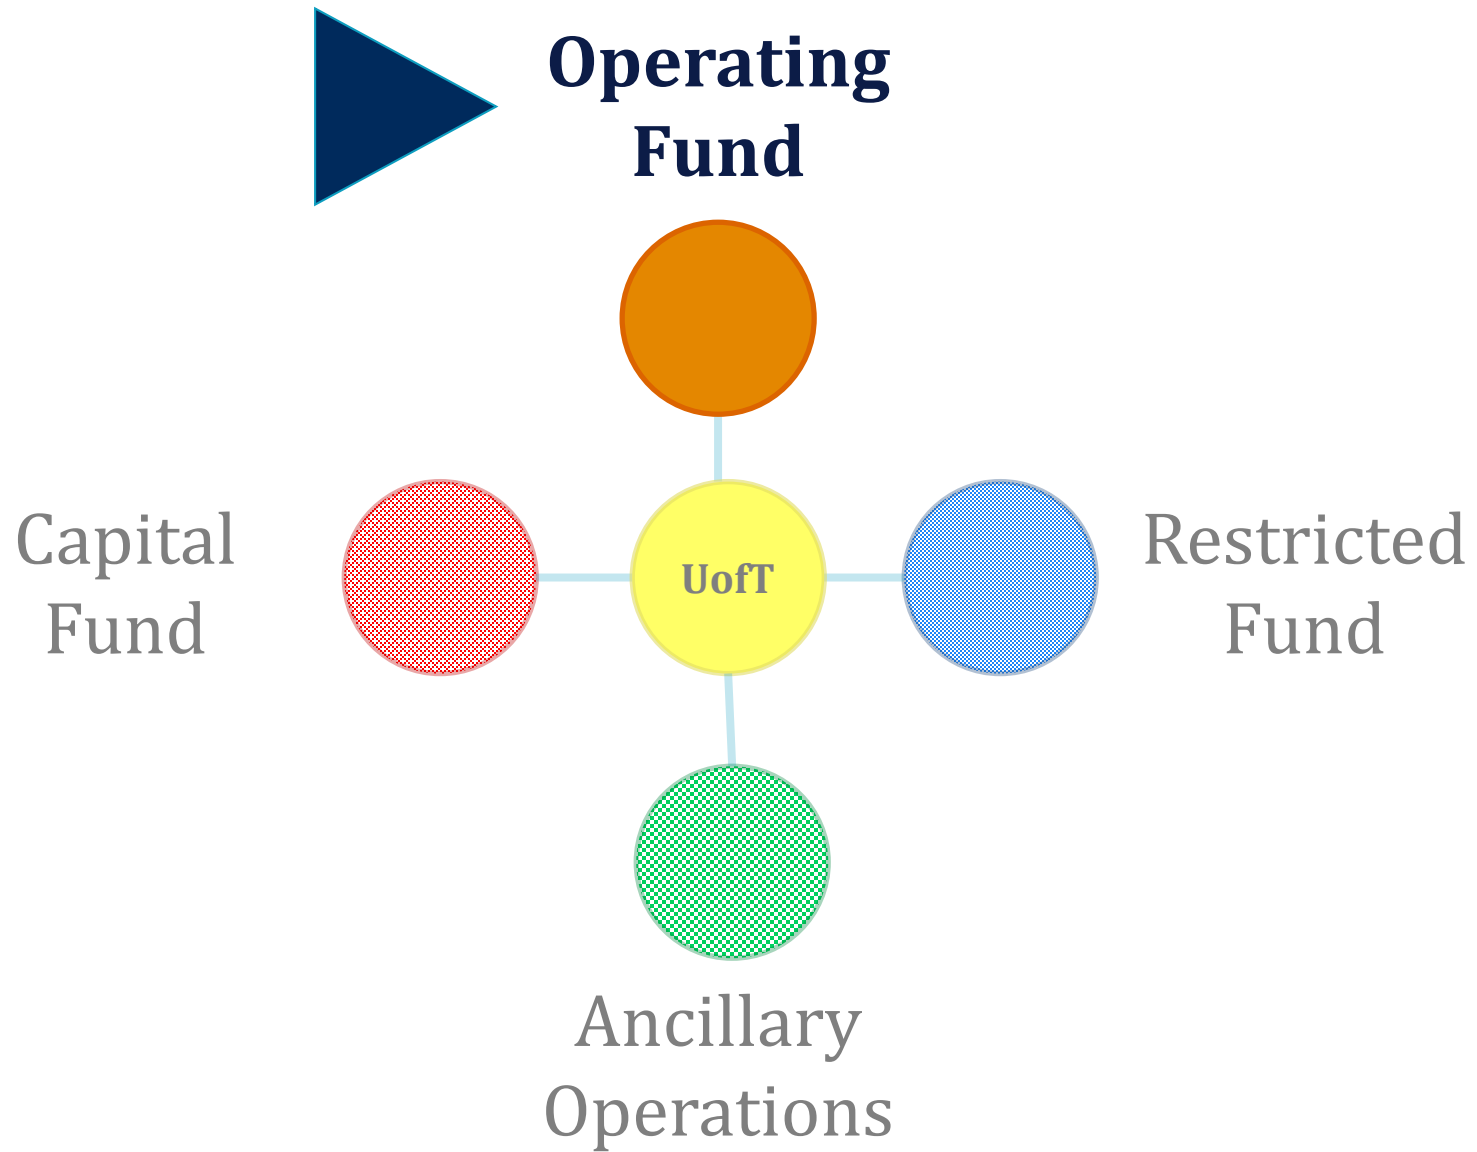 Operating
Fund
Capital
Fund
UofT
Restricted
Fund
Ancillary
Operations